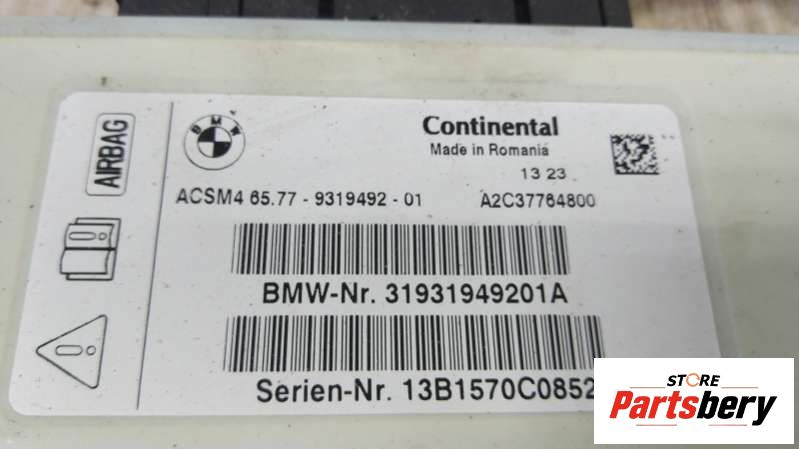 AIRBAG
BMW
Continental
Made in Romania
13 23
ACSM4 65.77 - 9319492 - 01 A2C37764800
BMW-Nr. 31931949201A
Serien-Nr. 13B1570C0852
STORE
Partsbery